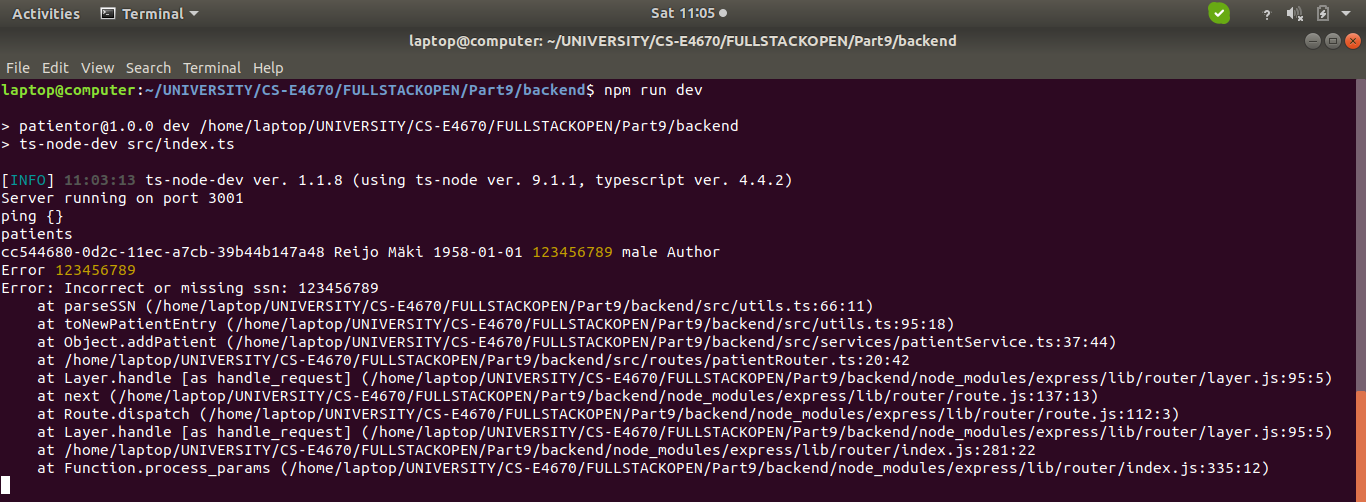 Activities Terminal Sat 11:05
laptop@computer: ~/UNIVERSITY/CS-E4670/FULLSTACKOPEN/Part9/backend
File Edit View Search Terminal Help
laptop@computer:~/UNIVERSITY/CS-E4670/FULLSTACKOPEN/Part9/backend$ npm run dev
> patientor@1.0.0 dev /home/laptop/UNIVERSITY/CS-E4670/FULLSTACKOPEN/Part9/backend
> ts-node-dev src/index.ts
[INFO] 11:03:13 ts-node-dev ver. 1.1.8 (using ts-node ver. 9.1.1, typescript ver. 4.4.2)
Server running on port 3001
ping {}
patients
cc544680-0d2c-11ec-a7cb-39b44b147a48 Reijo Mäki 1958-01-01 123456789 male Author
Error 123456789
Error: Incorrect or missing ssn: 123456789
    at parseSSN (/home/laptop/UNIVERSITY/CS-E4670/FULLSTACKOPEN/Part9/backend/src/utils.ts:66:11)
    at toNewPatientEntry (/home/laptop/UNIVERSITY/CS-E4670/FULLSTACKOPEN/Part9/backend/src/utils.ts:95:18)
    at Object.addPatient (/home/laptop/UNIVERSITY/CS-E4670/FULLSTACKOPEN/Part9/backend/src/services/patientService.ts:37:44)
    at /home/laptop/UNIVERSITY/CS-E4670/FULLSTACKOPEN/Part9/backend/src/routes/patientRouter.ts:20:42
    at Layer.handle [as handle_request] (/home/laptop/UNIVERSITY/CS-E4670/FULLSTACKOPEN/Part9/backend/node_modules/express/lib/router/layer.js:95:5)
    at next (/home/laptop/UNIVERSITY/CS-E4670/FULLSTACKOPEN/Part9/backend/node_modules/express/lib/router/route.js:137:13)
    at Route.dispatch (/home/laptop/UNIVERSITY/CS-E4670/FULLSTACKOPEN/Part9/backend/node_modules/express/lib/router/route.js:112:3)
    at Layer.handle [as handle_request] (/home/laptop/UNIVERSITY/CS-E4670/FULLSTACKOPEN/Part9/backend/node_modules/express/lib/router/layer.js:95:5)
    at /home/laptop/UNIVERSITY/CS-E4670/FULLSTACKOPEN/Part9/backend/node_modules/express/lib/router/index.js:281:22
    at Function.process_params (/home/laptop/UNIVERSITY/CS-E4670/FULLSTACKOPEN/Part9/backend/node_modules/express/lib/router/index.js:335:12)